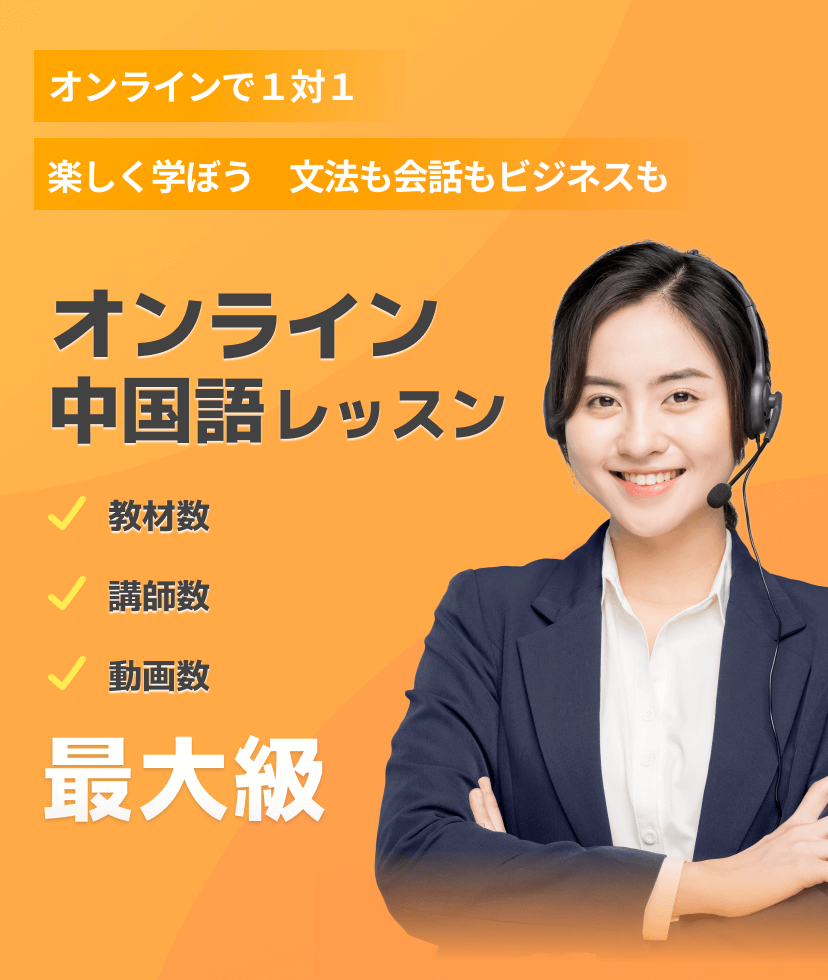 オンラインで１対１
楽しく学ぼう　文法も会話もビジネスも
オンライン
中国語レッスン
教材数
講師数
動画数
最大級